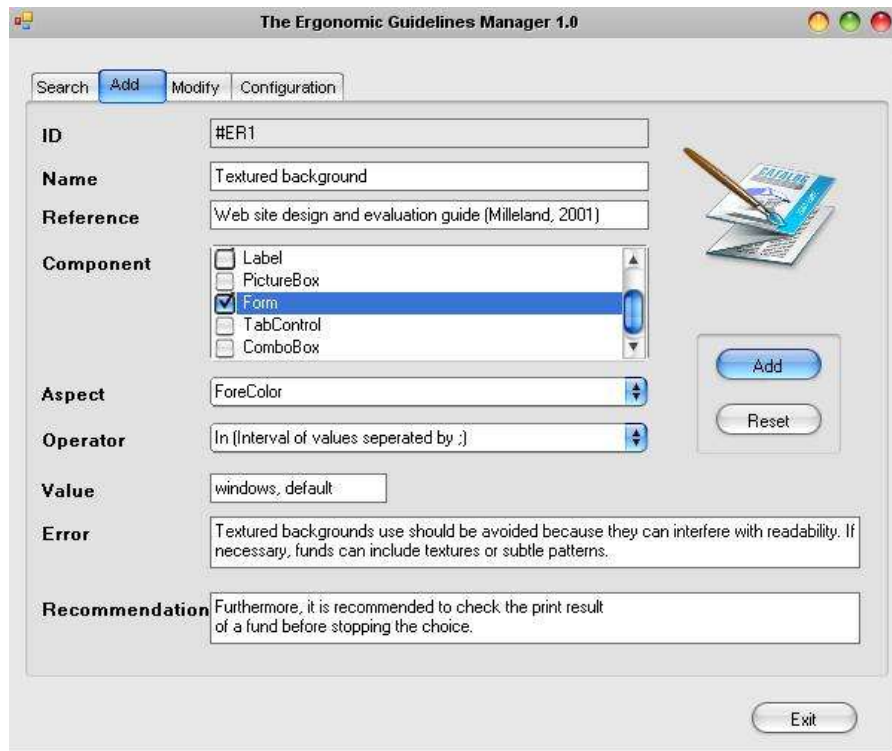 The Ergonomic Guidelines Manager 1.0
Search Add Modify Configuration
ID #ER1
Name Textured background
Reference Web site design and evaluation guide (Milleland, 2001)
Component
Label
PictureBox
Form
TabControl
ComboBox
CATALOG
Add
Aspect ForeColor
Reset
Operator In (Interval of values seperated by ;)
Value windows, default
Error Textured backgrounds use should be avoided because they can interfere with readability. If
necessary, funds can include textures or subtle patterns.
Recommendation Furthermore, it is recommended to check the print result
of a fund before stopping the choice.
Exit